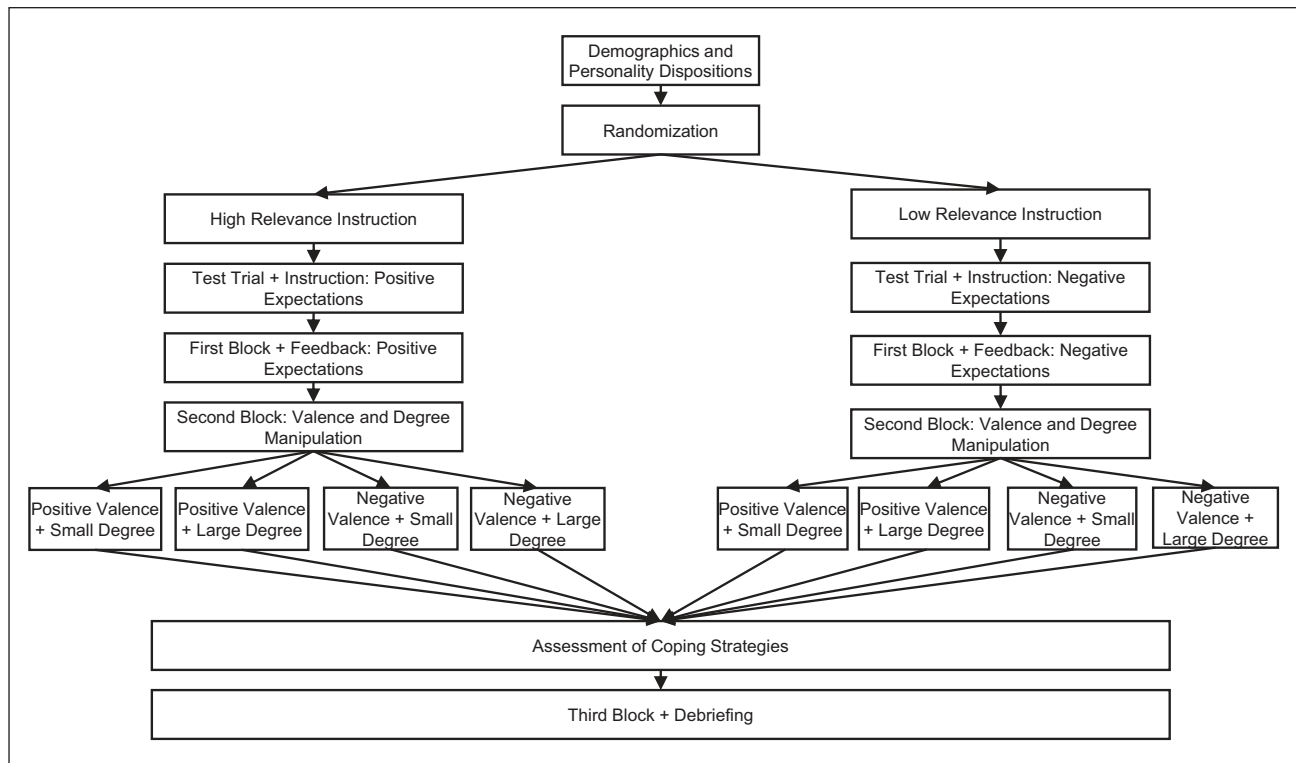 Demographics and
Personality Dispositions
Randomization
High Relevance Instruction
Low Relevance Instruction
Test Trial + Instruction: Positive
Expectations
Test Trial + Instruction: Negative
Expectations
First Block + Feedback: Positive
Expectations
First Block + Feedback: Negative
Expectations
Second Block: Valence and Degree
Manipulation
Second Block: Valence and Degree
Manipulation
Positive Valence
+ Small Degree
Positive Valence
+ Large Degree
Negative
Valence + Small
Degree
Negative
Valence + Large
Degree
Positive Valence
+ Small Degree
Positive Valence
+ Large Degree
Negative
Valence + Small
Degree
Negative
Valence +
Large Degree
Assessment of Coping Strategies
Third Block + Debriefing